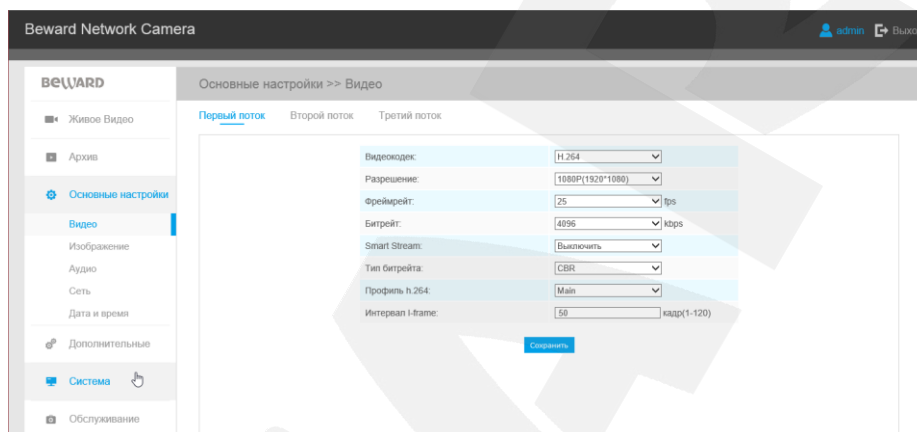 Beward Network Camera
admin Выхо
BEWARD
Основные настройки >> Видео
Живое Видео
Архив
Основные настройки
Видео
Изображение
Аудио
Сеть
Дата и время
Дополнительные
Система
Обслуживание
Первый поток Второй поток Третий поток
Видеокодек: H.264
Разрешение: 1080P(1920*1080)
Фреймрейт: 25 fps
Битрейт: 4096 kbps
Smart Stream: Выключить
Тип битрейта: CBR
Профиль h.264: Main
Интервал I-frame: 50 кадр(1-120)
Сохранить